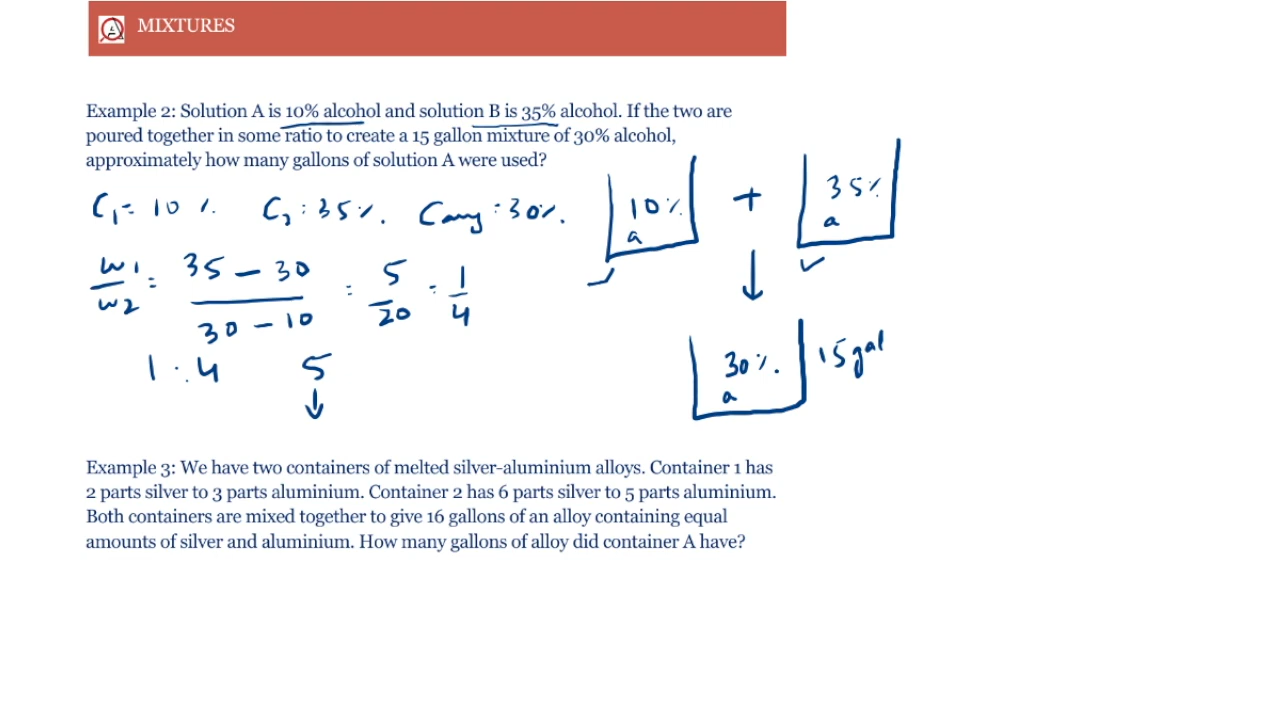 MIXTURES
Example 2: Solution A is 10% alcohol and solution B is 35% alcohol. If the two are
poured together in some ratio to create a 15 gallon mixture of 30% alcohol,
approximately how many gallons of solution A were used?
C₁= 10 %. C₂ : 35%. Cavg = 30%.
10% a + 35% a
w1/w2 = 35 - 30 / 30 - 10 = 5/20 = 1/4
1 : 4 5
30%. a 15 gal
Example 3: We have two containers of melted silver-aluminium alloys. Container 1 has
2 parts silver to 3 parts aluminium. Container 2 has 6 parts silver to 5 parts aluminium.
Both containers are mixed together to give 16 gallons of an alloy containing equal
amounts of silver and aluminium. How many gallons of alloy did container A have?